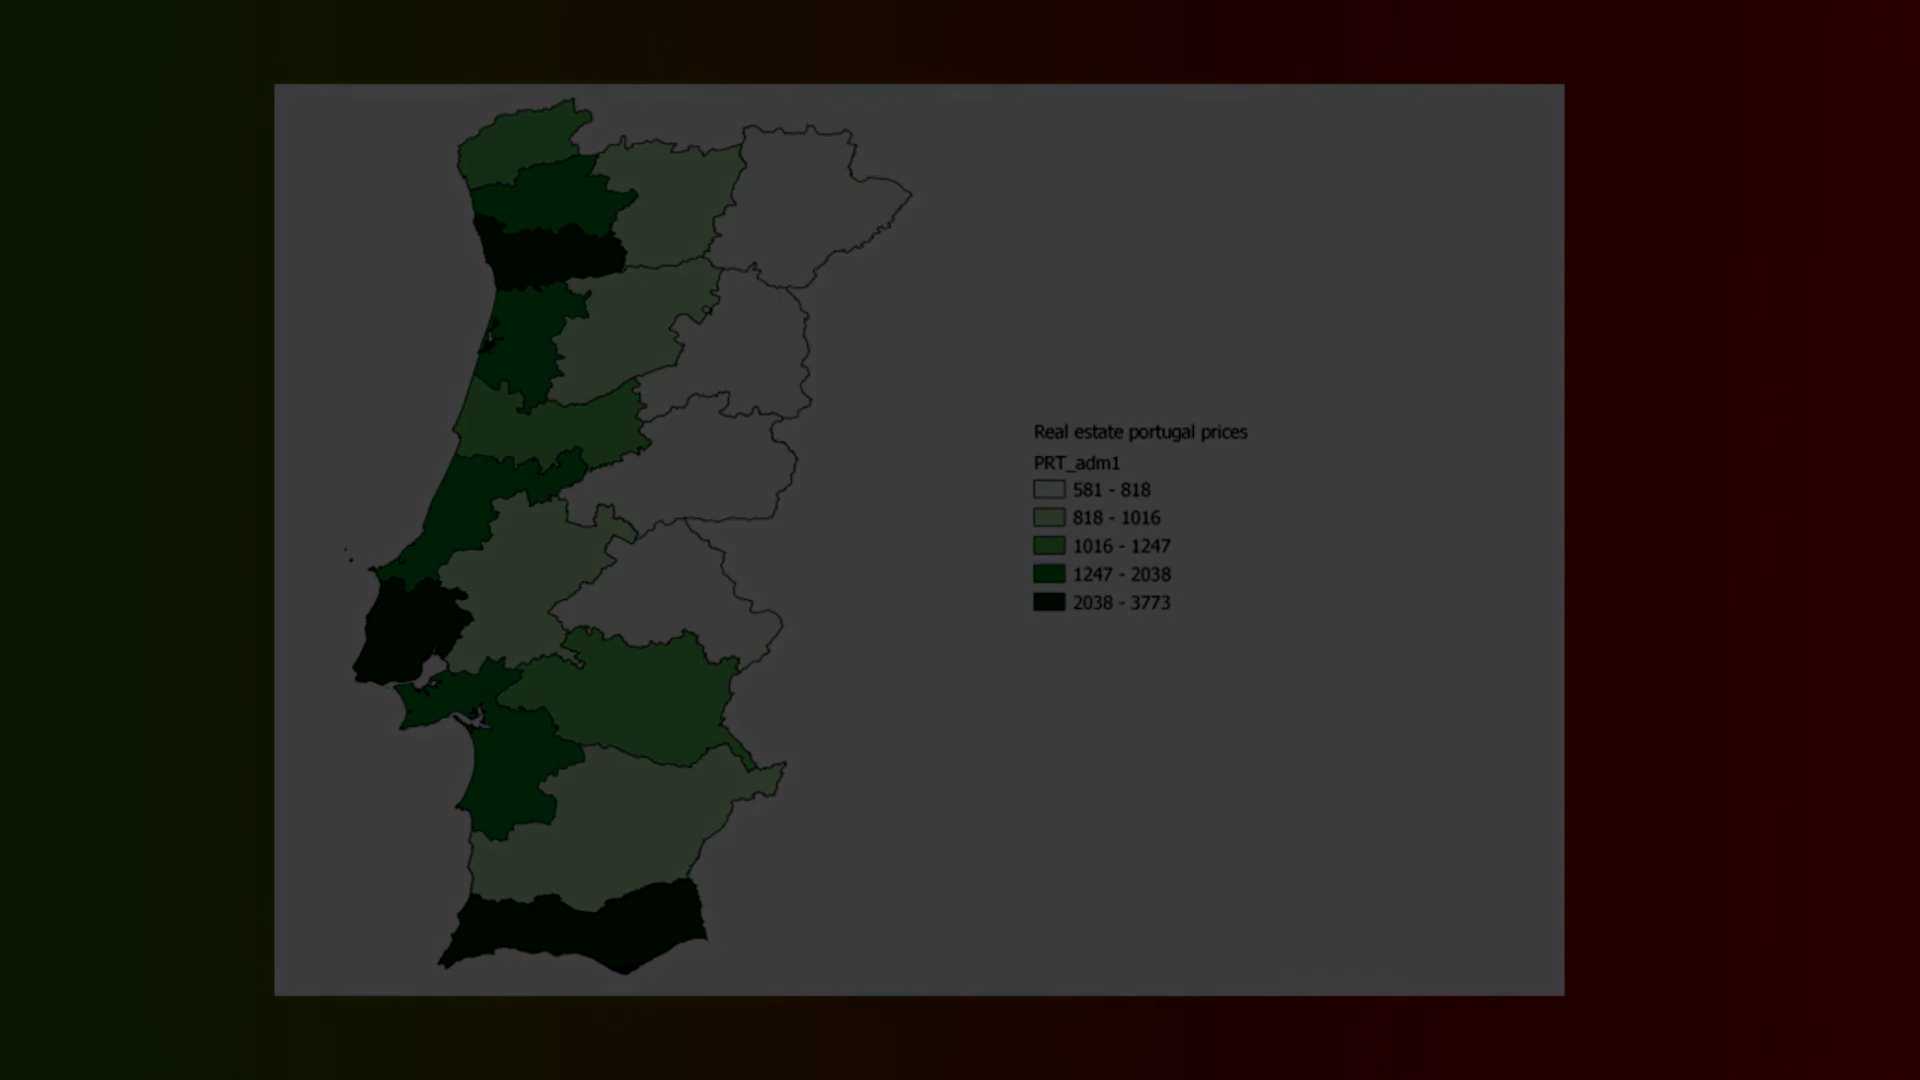 Real estate portugal prices
PRT_adm1
581 - 818
818 - 1016
1016 - 1247
1247 - 2038
2038 - 3773